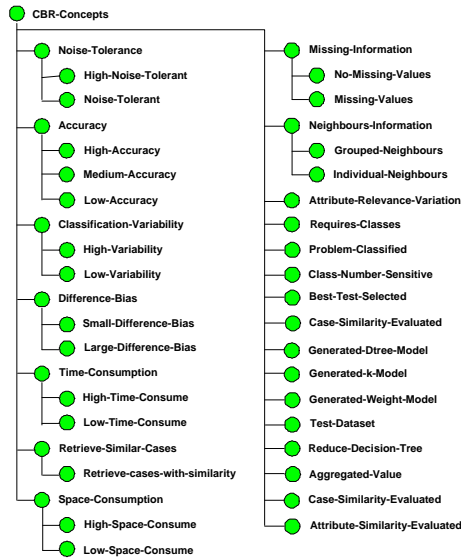 CBR-Concepts
Noise-Tolerance
High-Noise-Tolerant
Noise-Tolerant
Accuracy
High-Accuracy
Medium-Accuracy
Low-Accuracy
Classification-Variability
High-Variability
Low-Variability
Difference-Bias
Small-Difference-Bias
Large-Difference-Bias
Time-Consumption
High-Time-Consume
Low-Time-Consume
Retrieve-Similar-Cases
Retrieve-cases-with-similarity
Space-Consumption
High-Space-Consume
Low-Space-Consume
Missing-Information
No-Missing-Values
Missing-Values
Neighbours-Information
Grouped-Neighbours
Individual-Neighbours
Attribute-Relevance-Variation
Requires-Classes
Problem-Classified
Class-Number-Sensitive
Best-Test-Selected
Case-Similarity-Evaluated
Generated-Dtree-Model
Generated-k-Model
Generated-Weight-Model
Test-Dataset
Reduce-Decision-Tree
Aggregated-Value
Case-Similarity-Evaluated
Attribute-Similarity-Evaluated